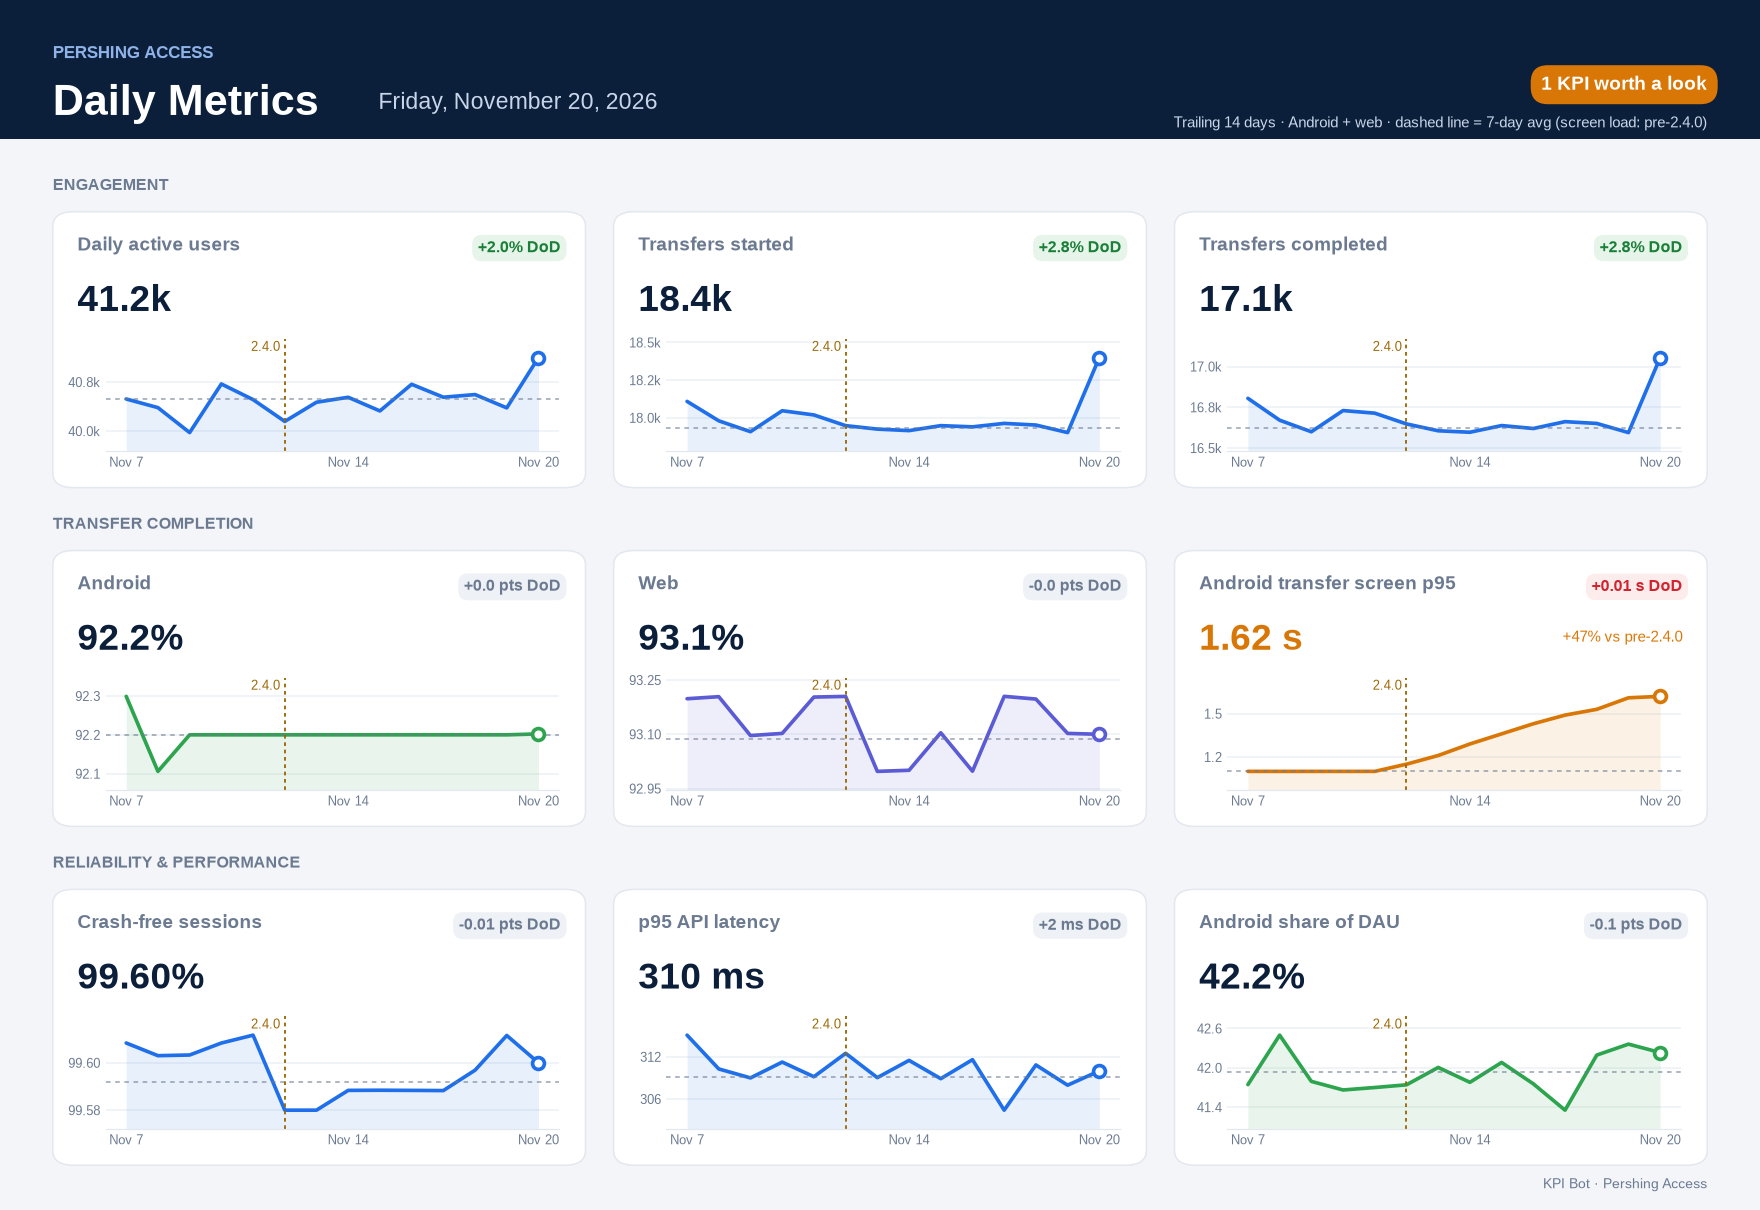 PERSHING ACCESS
Daily Metrics
Friday, November 20, 2026
1 KPI worth a look
Trailing 14 days · Android + web · dashed line = 7-day avg (screen load: pre-2.4.0)
ENGAGEMENT
Daily active users
+2.0% DoD
41.2k
2.4.0
40.8k
40.0k
Nov 7
Nov 14
Nov 20
Transfers started
+2.8% DoD
18.4k
18.5k
2.4.0
18.2k
18.0k
Nov 7
Nov 14
Nov 20
Transfers completed
+2.8% DoD
17.1k
2.4.0
17.0k
16.8k
16.5k
Nov 7
Nov 14
Nov 20
TRANSFER COMPLETION
Android
+0.0 pts DoD
92.2%
2.4.0
92.3
92.2
92.1
Nov 7
Nov 14
Nov 20
Web
-0.0 pts DoD
93.1%
93.25
2.4.0
93.10
92.95
Nov 7
Nov 14
Nov 20
Android transfer screen p95
+0.01 s DoD
1.62 s
+47% vs pre-2.4.0
2.4.0
1.5
1.2
Nov 7
Nov 14
Nov 20
RELIABILITY & PERFORMANCE
Crash-free sessions
-0.01 pts DoD
99.60%
2.4.0
99.60
99.58
Nov 7
Nov 14
Nov 20
p95 API latency
+2 ms DoD
310 ms
2.4.0
312
306
Nov 7
Nov 14
Nov 20
Android share of DAU
-0.1 pts DoD
42.2%
2.4.0
42.6
42.0
41.4
Nov 7
Nov 14
Nov 20
KPI Bot · Pershing Access